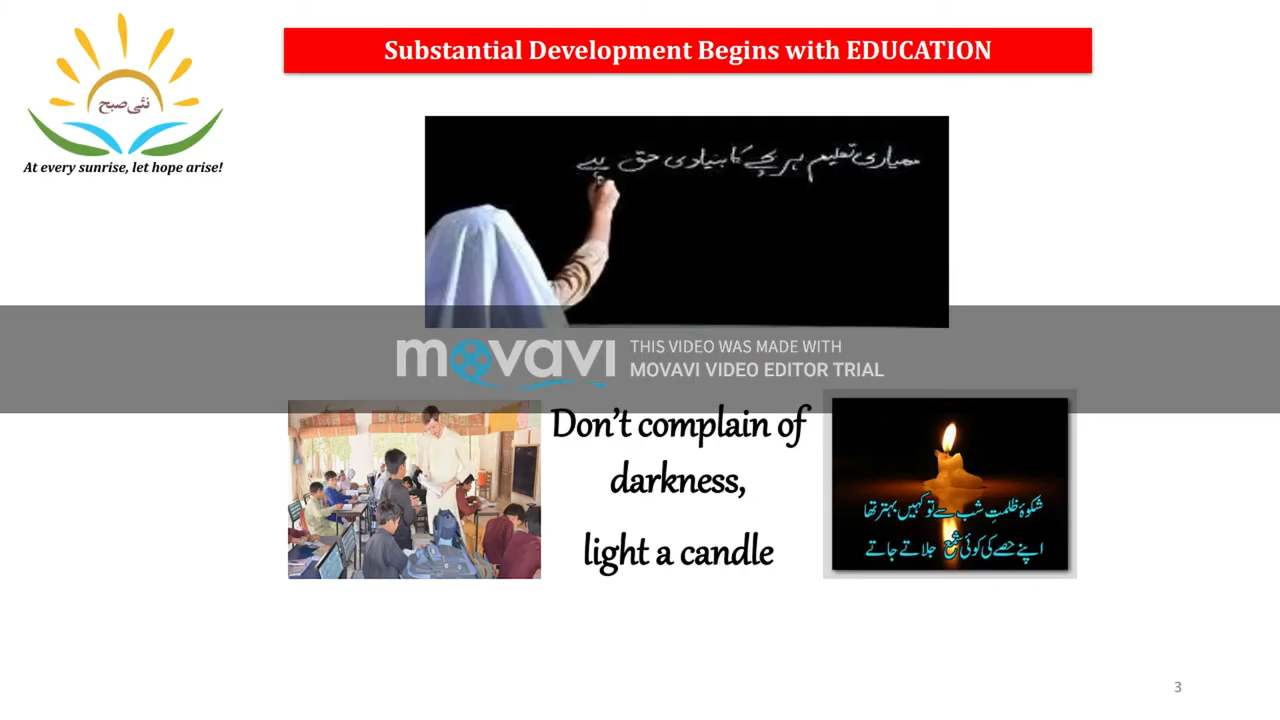 Substantial Development Begins with EDUCATION
نئی صبح
At every sunrise, let hope arise!
معیاری تعلیم ہر بچے کا بنیادی حق ہے
movavi
THIS VIDEO WAS MADE WITH
MOVAVI VIDEO EDITOR TRIAL
Don't complain of
darkness,
light a candle
شکوۂ ظلمتِ شب سے تو کہیں بہتر تھا
اپنے حصے کی کوئی شمع جلاتے جاتے
3